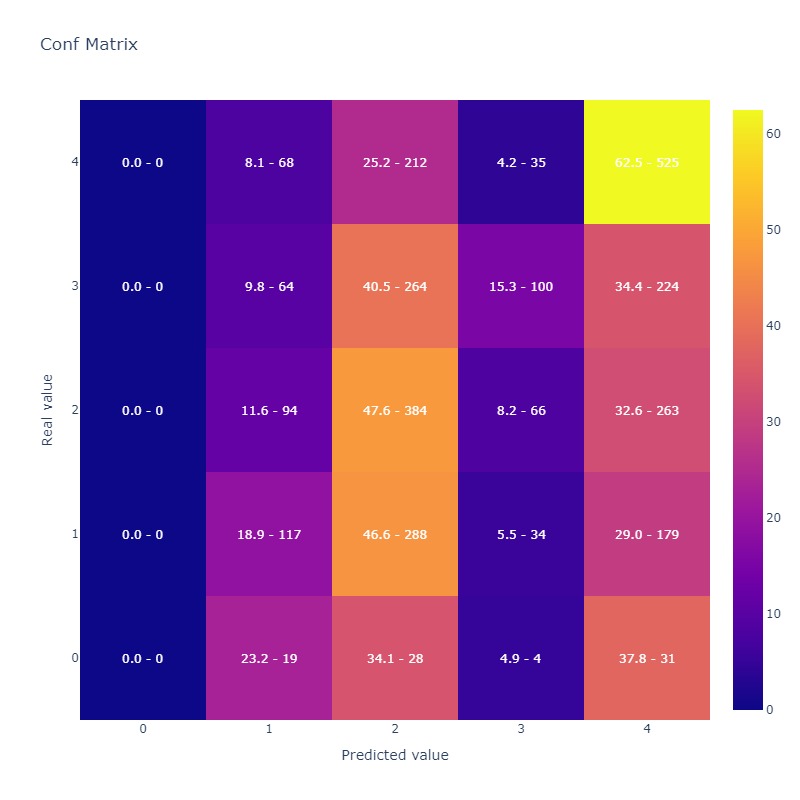 Conf Matrix
4 0.0 - 0 8.1 - 68 25.2 - 212 4.2 - 35 62.5 - 525
3 0.0 - 0 9.8 - 64 40.5 - 264 15.3 - 100 34.4 - 224
2 0.0 - 0 11.6 - 94 47.6 - 384 8.2 - 66 32.6 - 263
1 0.0 - 0 18.9 - 117 46.6 - 288 5.5 - 34 29.0 - 179
0 0.0 - 0 23.2 - 19 34.1 - 28 4.9 - 4 37.8 - 31
0 1 2 3 4
Predicted value
Real value
60
50
40
30
20
10
0